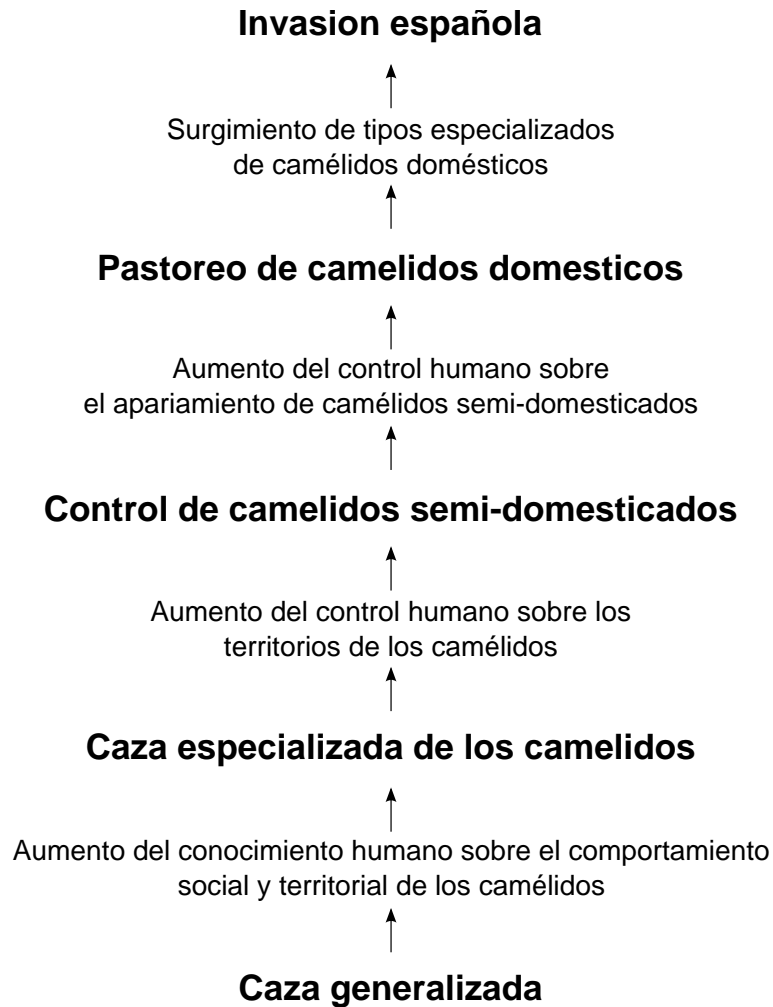 Invasion española
Surgimiento de tipos especializados
de camélidos domésticos
Pastoreo de camelidos domesticos
Aumento del control humano sobre
el apariamiento de camélidos semi-domesticados
Control de camelidos semi-domesticados
Aumento del control humano sobre los
territorios de los camélidos
Caza especializada de los camelidos
Aumento del conocimiento humano sobre el comportamiento
social y territorial de los camélidos
Caza generalizada